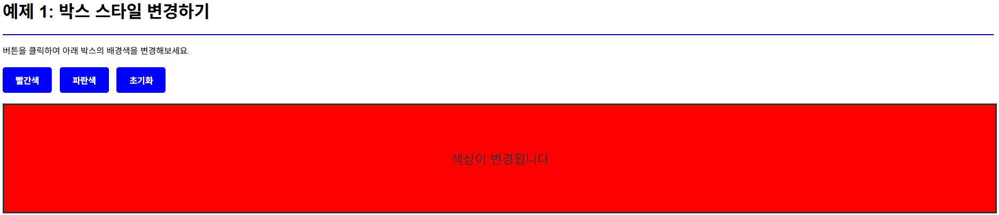 예제 1: 박스 스타일 변경하기
버튼을 클릭하여 아래 박스의 배경색을 변경해보세요.
빨간색 파란색 초기화
색상이 변경됩니다